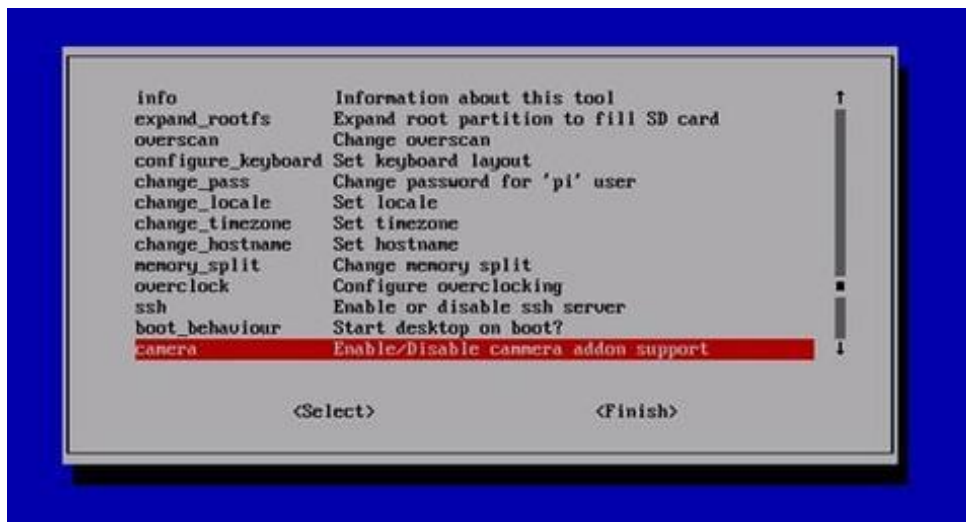 info Information about this tool
expand_rootfs Expand root partition to fill SD card
overscan Change overscan
configure_keyboard Set keyboard layout
change_pass Change password for 'pi' user
change_locale Set locale
change_timezone Set timezone
change_hostname Set hostname
memory_split Change memory split
overclock Configure overclocking
ssh Enable or disable ssh server
boot_behaviour Start desktop on boot?
camera Enable/Disable cammera addon support
<Select> <Finish>